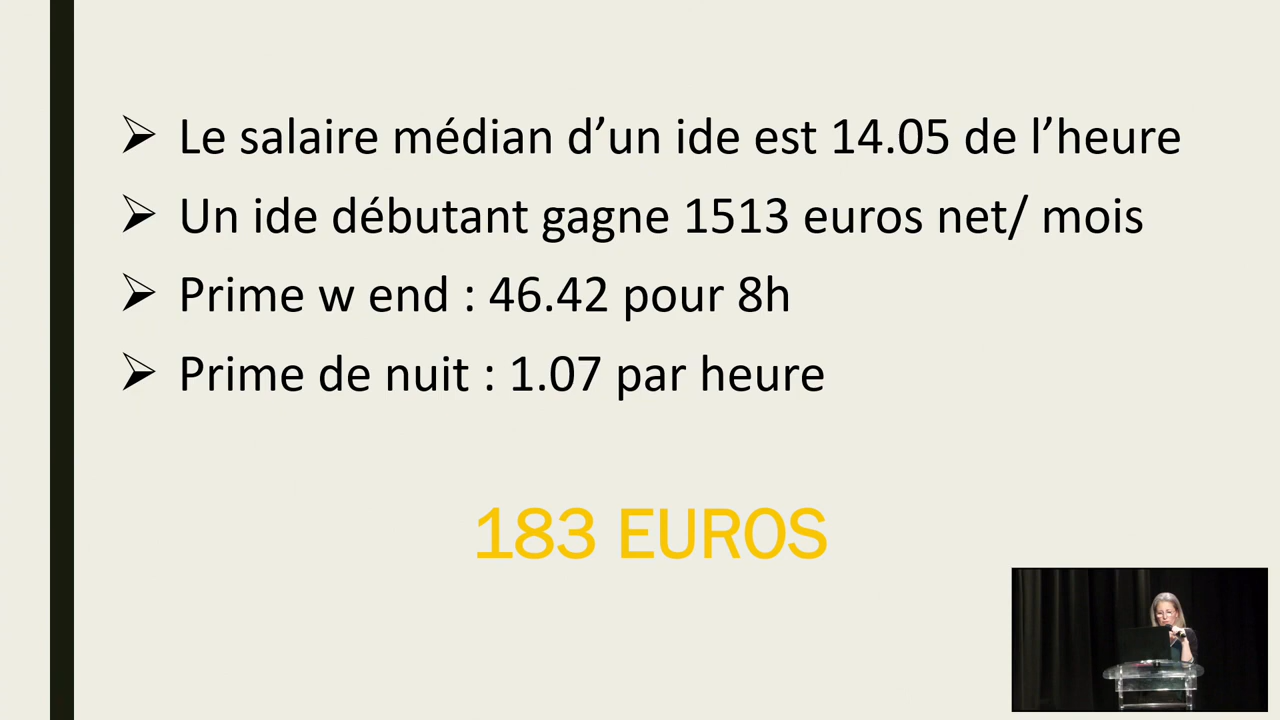 Le salaire médian d’un ide est 14.05 de l’heure
Un ide débutant gagne 1513 euros net/ mois
Prime w end : 46.42 pour 8h
Prime de nuit : 1.07 par heure
183 EUROS